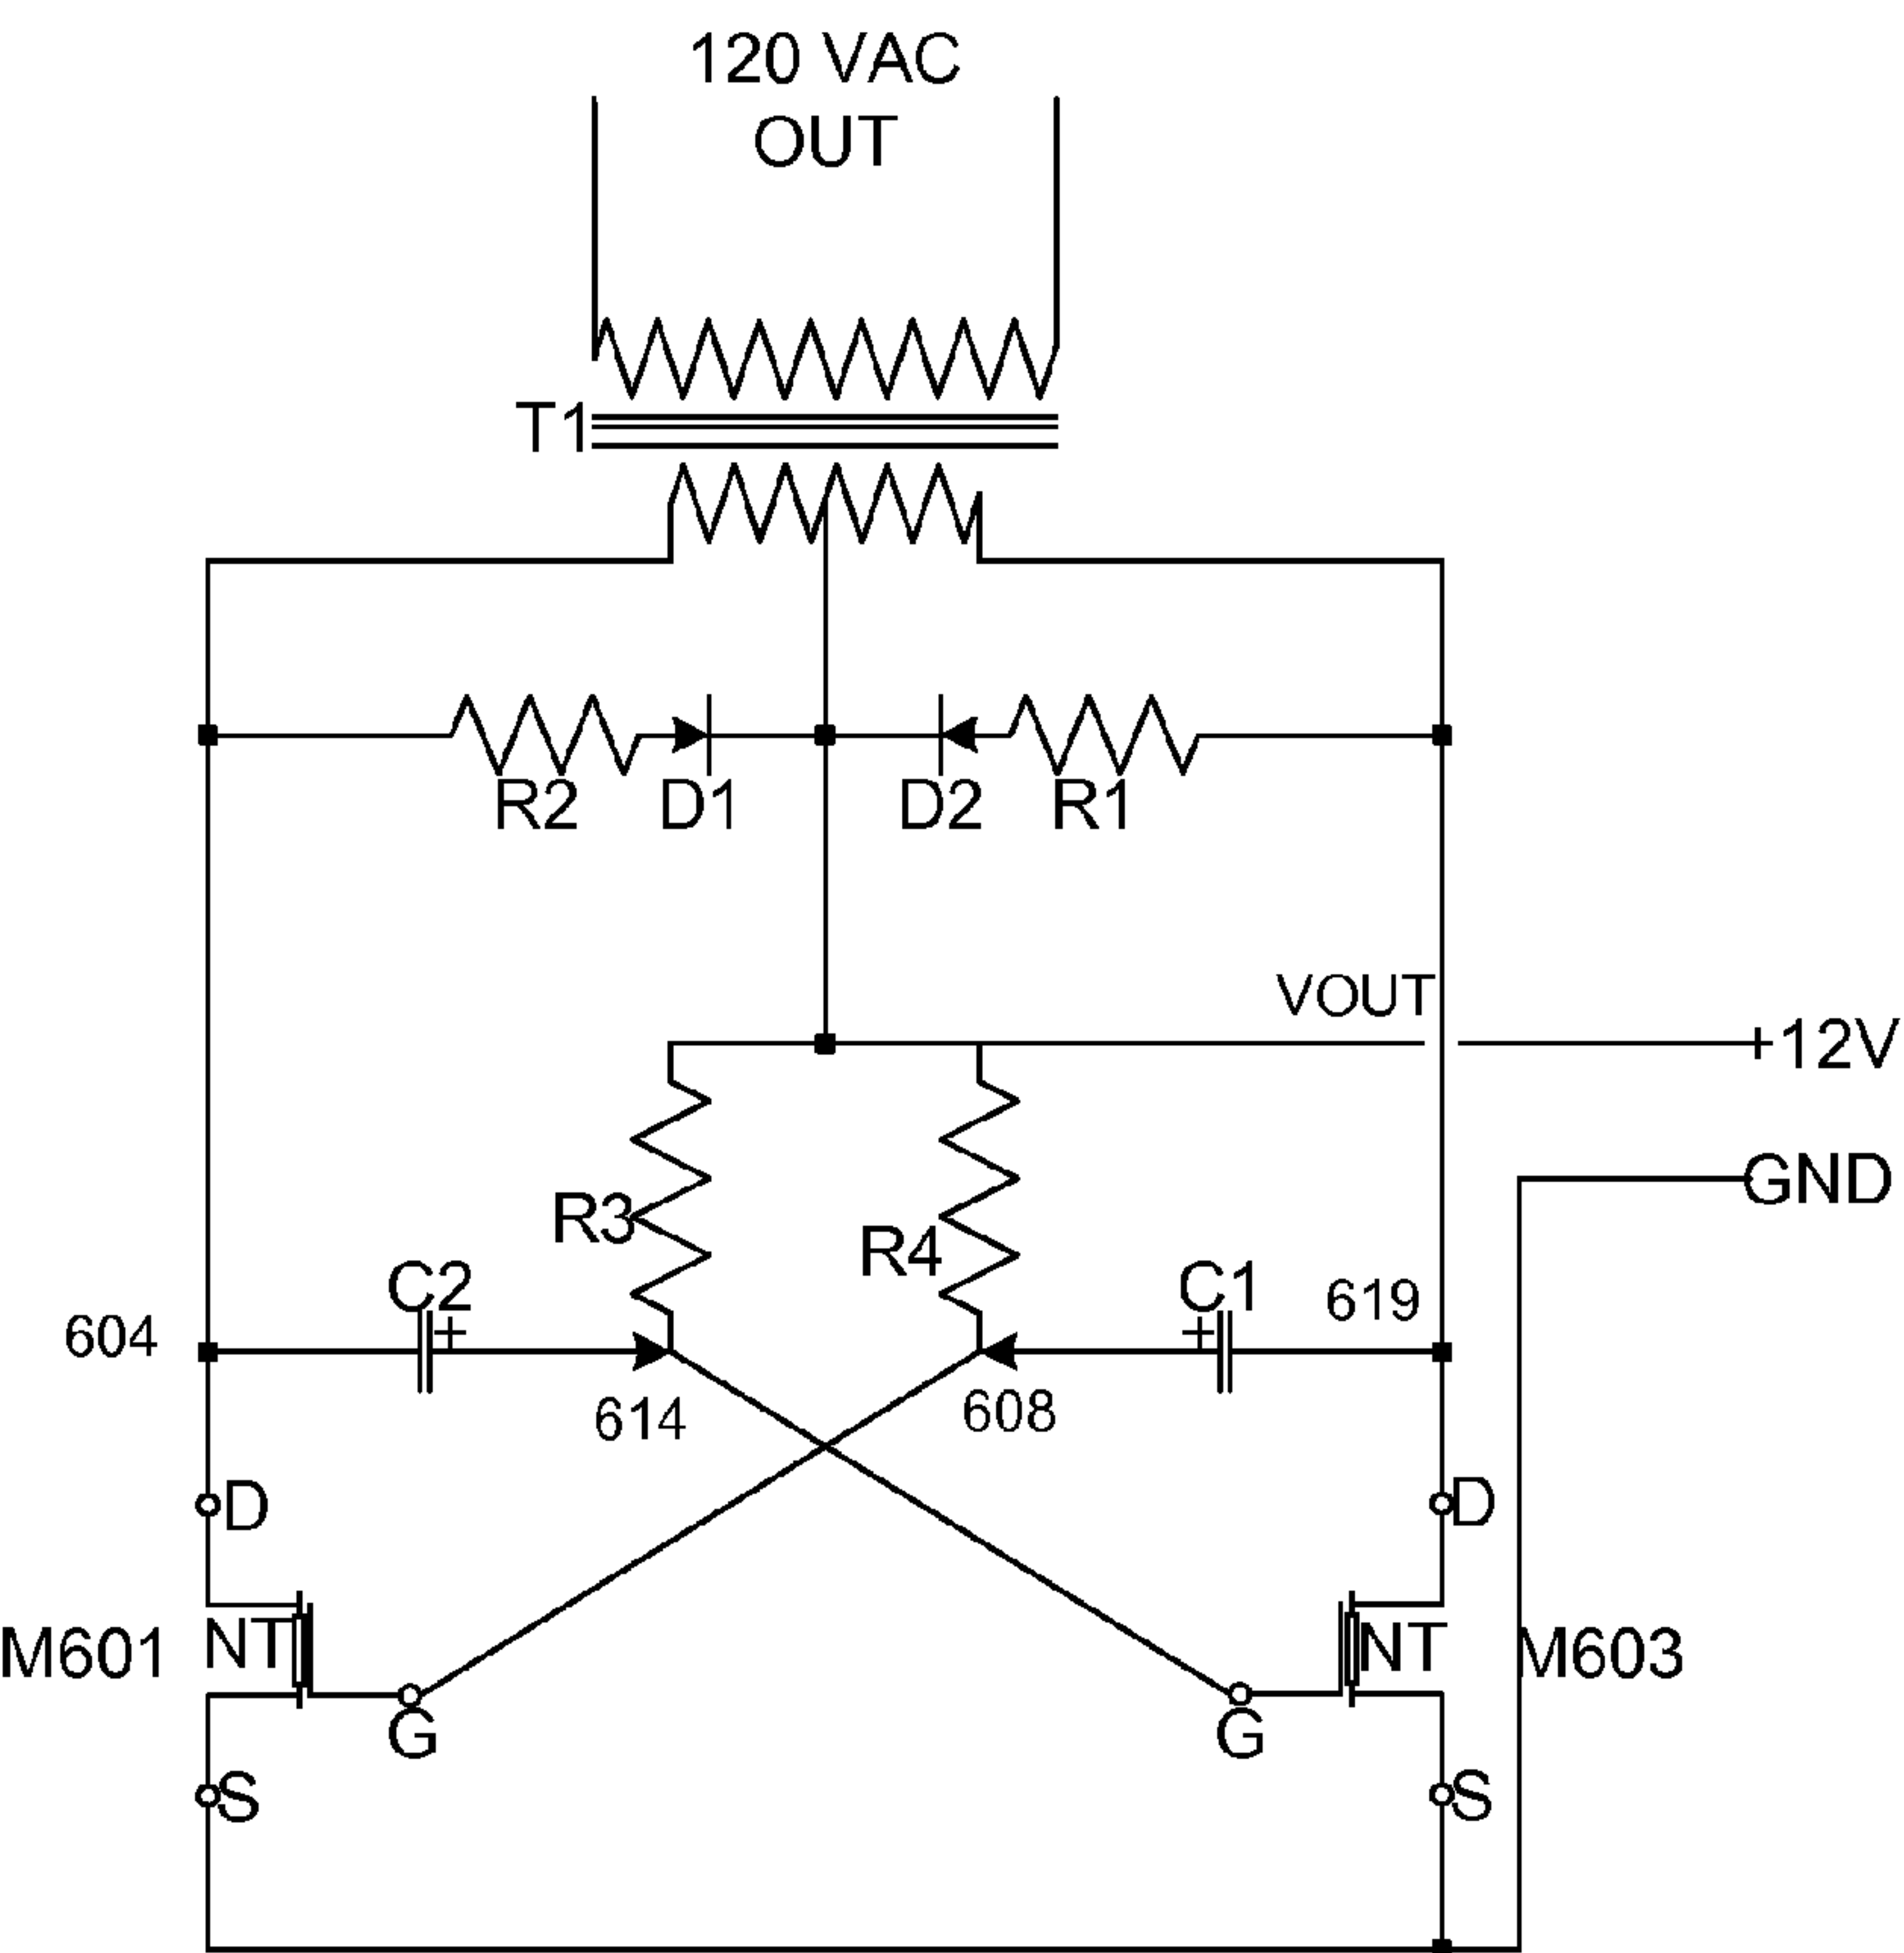 120 VAC
OUT
T1
R2 D1 D2 R1
VOUT
+12V
GND
R3 R4
C2 C1 619
604 + +
614 608
D D
M601 NT NT M603
G G
S S